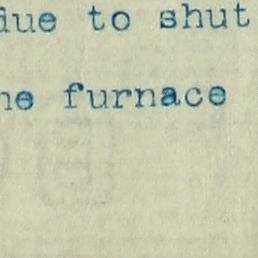 due to shut
he furnace